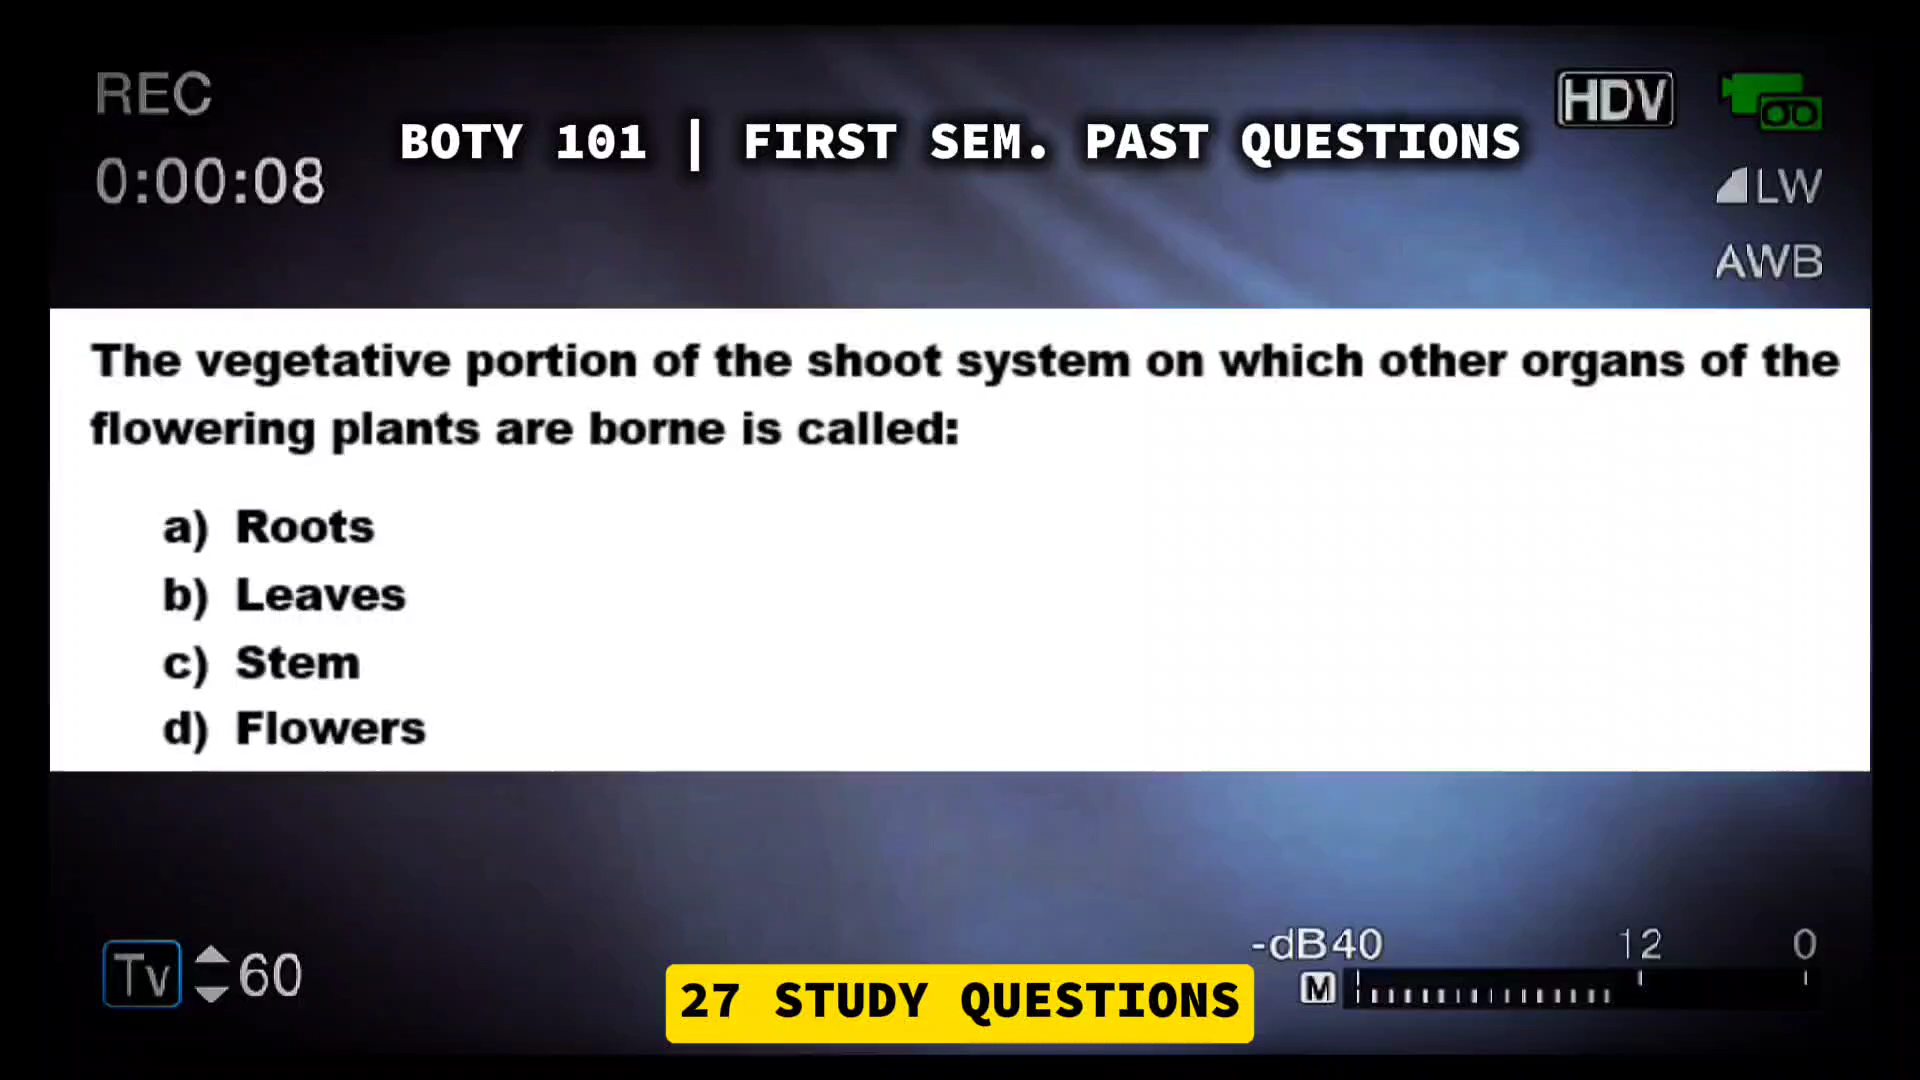 REC
HDV
BOTY 101 | FIRST SEM. PAST QUESTIONS
0:00:08
LW
AWB
The vegetative portion of the shoot system on which other organs of the
flowering plants are borne is called:
a) Roots
b) Leaves
c) Stem
d) Flowers
-dB40 12 0
Tv 60
M
27 STUDY QUESTIONS